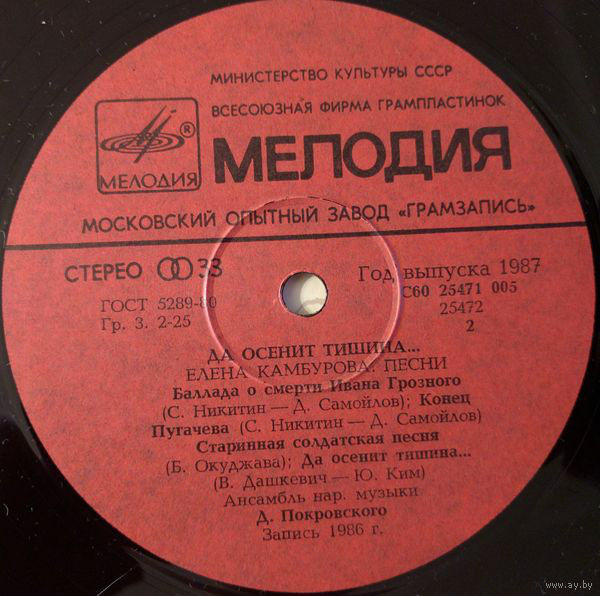 МИНИСТЕРСТВО КУЛЬТУРЫ СССР
ВСЕСОЮЗНАЯ ФИРМА ГРАМПЛАСТИНОК
®
МЕЛОДИЯ
МЕЛОДИЯ
МОСКОВСКИЙ ОПЫТНЫЙ ЗАВОД «ГРАМЗАПИСЬ»
СТЕРЕО 33
Год выпуска 1987
ГОСТ 5289-80
С60 25471 005
Гр. 3. 2-25
25472
2
ДА ОСЕНИТ ТИШИНА...
ЕЛЕНА КАМБУРОВА. ПЕСНИ
Баллада о смерти Ивана Грозного
(С. Никитин — Д. Самойлов); Конец
Пугачева (С. Никитин — Д. Самойлов)
Старинная солдатская песня
(Б. Окуджава); Да осенит тишина...
(В. Дашкевич — Ю. Ким)
Ансамбль нар. музыки
Д. Покровского
Запись 1986 г.
www.ay.by